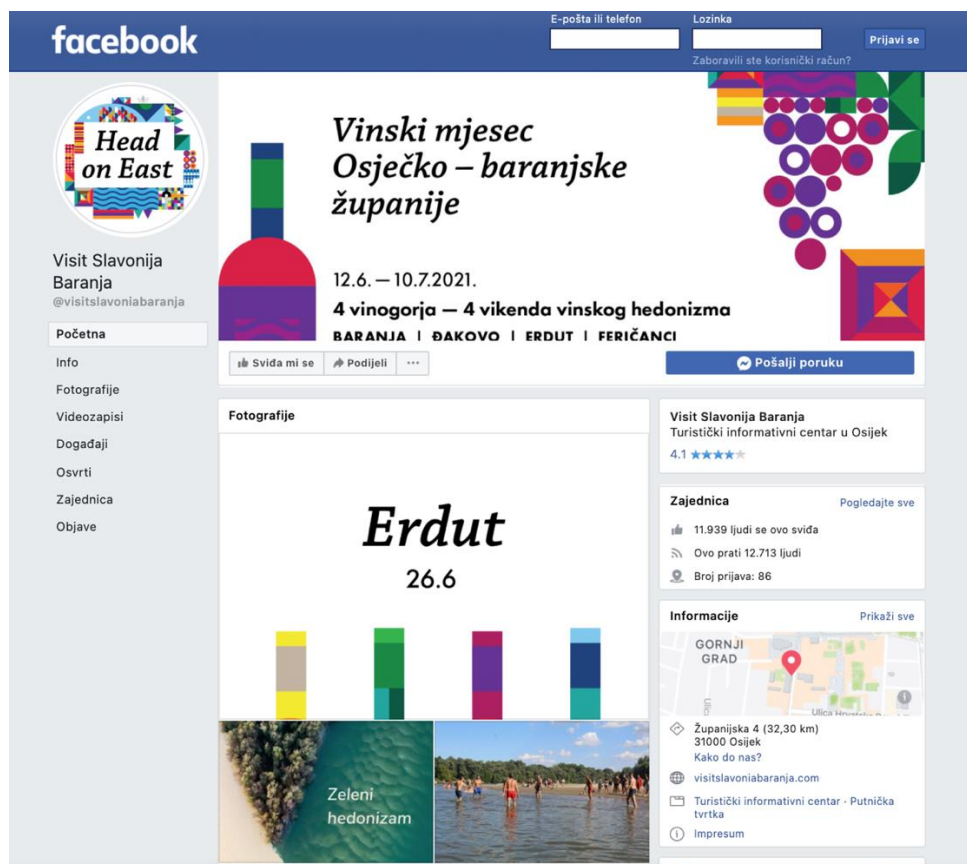 facebook
E-pošta ili telefon
Lozinka
Prijavi se
Zaboravili ste korisnički račun?
Head
on East
Visit Slavonija
Baranja
@visitslavoniabaranja
Početna
Info
Fotografije
Videozapisi
Događaji
Osvrti
Zajednica
Objave
Vinski mjesec
Osječko – baranjske
županije
12.6. — 10.7.2021.
4 vinogorja — 4 vikenda vinskog hedonizma
BARANJA | ĐAKOVO | ERDUT | FERIČANCI
Sviđa mi se
Podijeli
...
Pošalji poruku
Fotografije
Erdut
26.6
Zeleni
hedonizam
Visit Slavonija Baranja
Turistički informativni centar u Osijek
4.1
Zajednica
Pogledajte sve
11.939 ljudi se ovo sviđa
Ovo prati 12.713 ljudi
Broj prijava: 86
Informacije
Prikaži sve
GORNJI
GRAD
Ulica
Županijska 4 (32,30 km)
31000 Osijek
Kako do nas?
visitslavoniabaranja.com
Turistički informativni centar · Putnička
tvrtka
Impresum